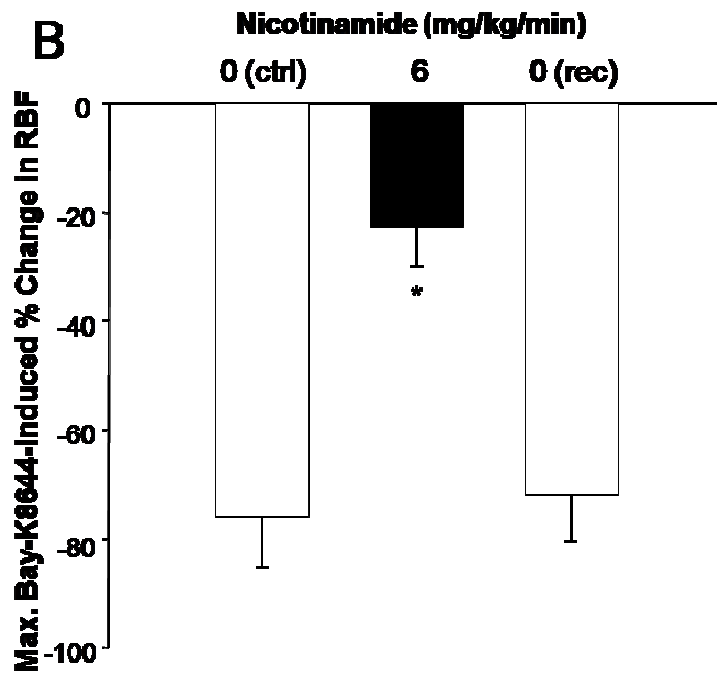 B
Nicotinamide (mg/kg/min)
0 (ctrl) 6 0 (rec)
Max. Bay-K8644-Induced % Change in RBF
0
-20
*
-40
-60
-80
-100